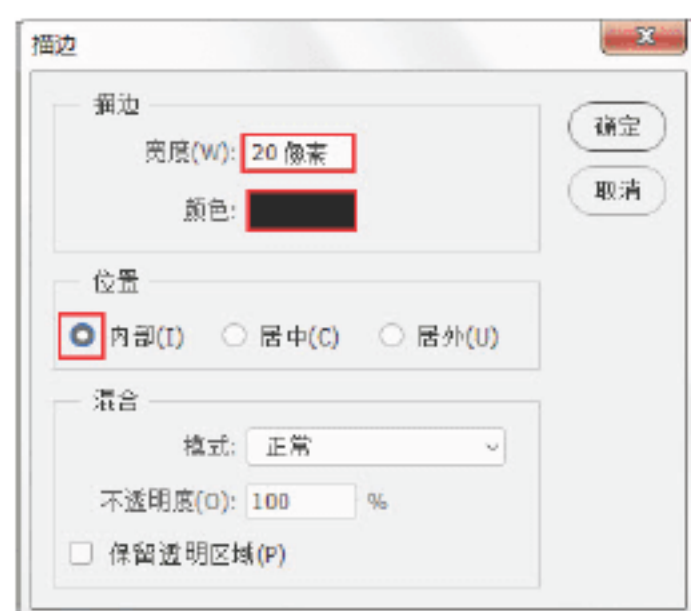 描边
描边
宽度(W): 20 像素
颜色:
确定
取消
位置
内部(I) 居中(C) 居外(U)
混合
模式: 正常
不透明度(O): 100 %
保留透明区域(P)